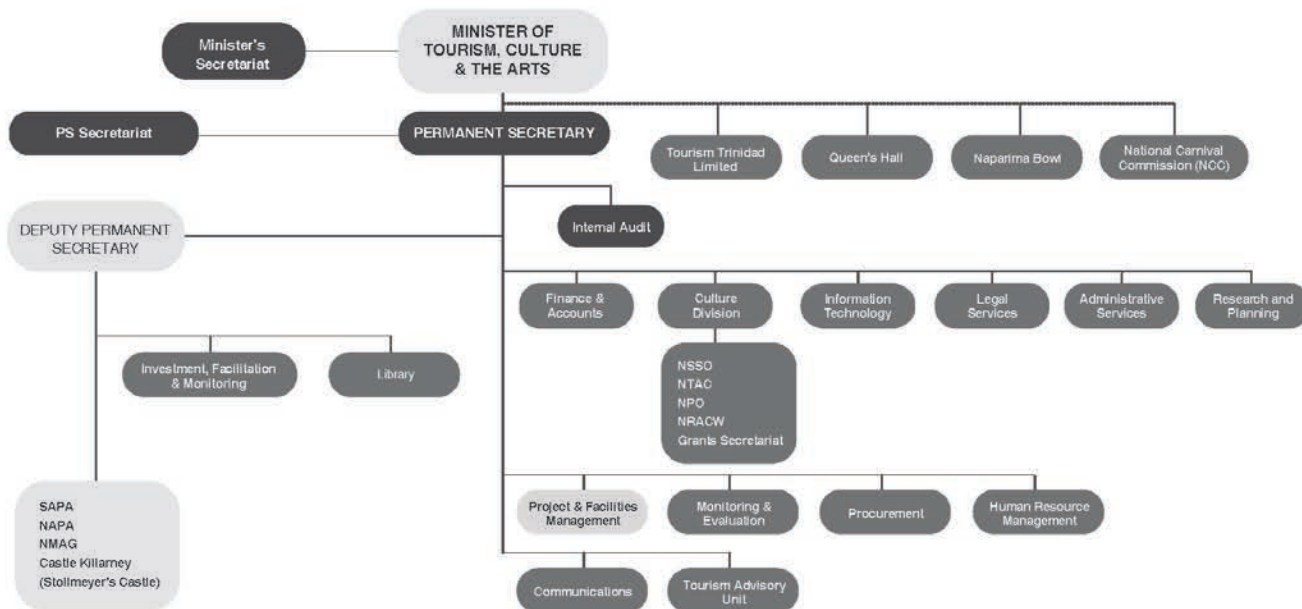 MINISTER OF
TOURISM, CULTURE
& THE ARTS
Minister's
Secretariat
PS Secretariat
PERMANENT SECRETARY
Tourism Trinidad
Limited
Queen's Hall
Naparima Bowl
National Carnival
Commission (NCC)
Internal Audit
DEPUTY PERMANENT
SECRETARY
Finance &
Accounts
Culture
Division
Information
Technology
Legal
Services
Administrative
Services
Research and
Planning
Investment, Facilitation
& Monitoring
Library
NSSO
NTAC
NPO
NRACW
Grants Secretariat
SAPA
NAPA
NMAG
Castle Killarney
(Stollmeyer's Castle)
Project & Facilities
Management
Monitoring &
Evaluation
Procurement
Human Resource
Management
Communications
Tourism Advisory
Unit